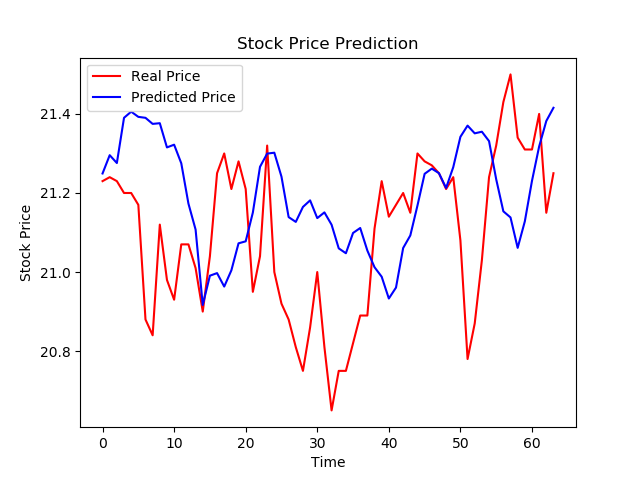 Stock Price Prediction
Real Price
Predicted Price
21.4
21.2
21.0
20.8
Stock Price
0 10 20 30 40 50 60
Time